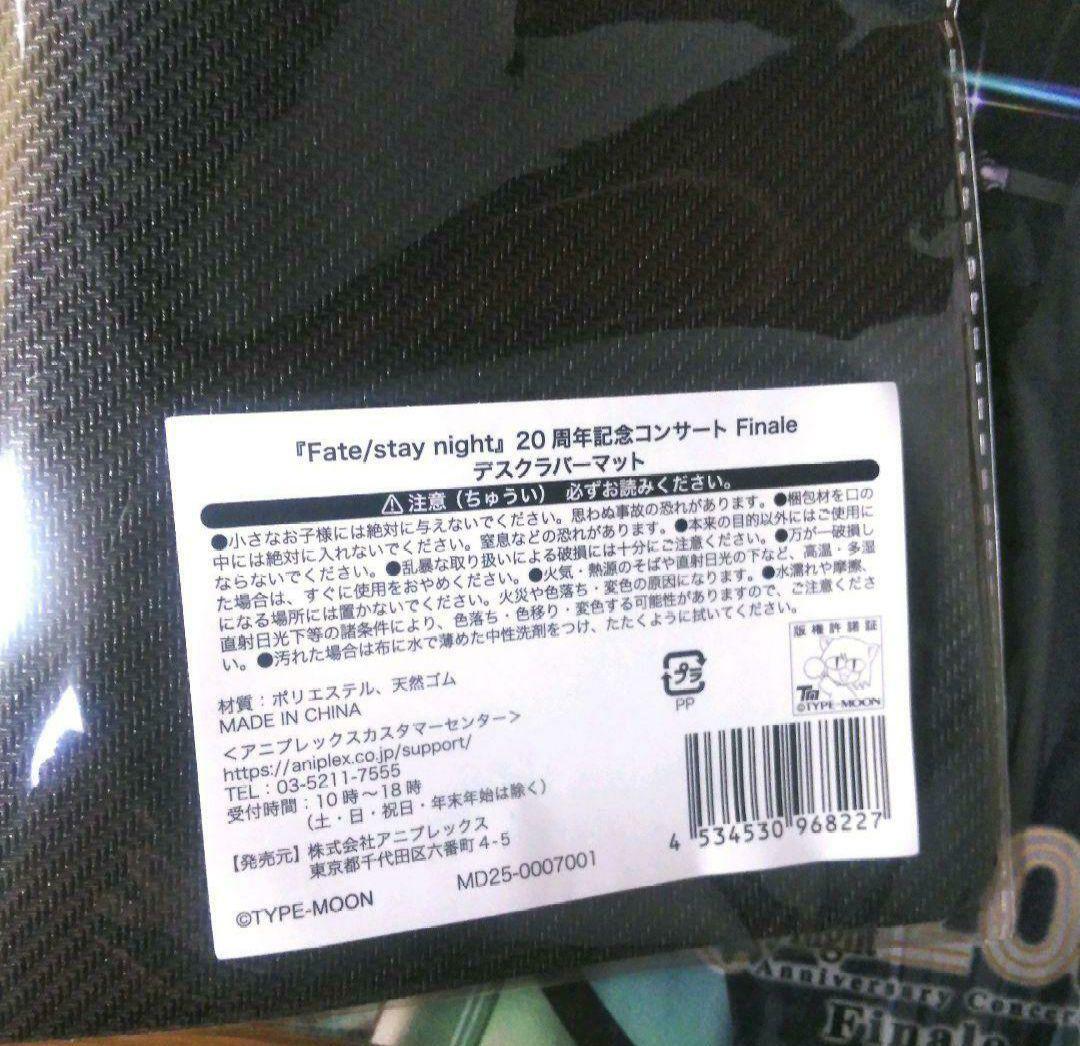 『Fate/stay night』20周年記念コンサート Finale
デスクラバーマット
⚠注意（ちゅうい） 必ずお読みください。
●小さなお子様には絶対に与えないでください。思わぬ事故の恐れがあります。●梱包材を口の
中には絶対に入れないでください。窒息などの恐れがあります。●本来の目的以外にはご使用に
ならないでください。●乱暴な取り扱いによる破損には十分にご注意ください。●万が一破損し
た場合は、すぐに使用をおやめください。●火気・熱源のそばや直射日光の下など、高温・多湿
になる場所には置かないでください。火災や色落ち・変色の原因になります。●水濡れや摩擦、
直射日光下等の諸条件により、色落ち・色移り・変色する可能性がありますので、ご注意くださ
い。●汚れた場合は布に水で薄めた中性洗剤をつけ、たたくように拭いてください。
版権許諾証
TM
©TYPE-MOON
プラ
PP
材質：ポリエステル、天然ゴム
MADE IN CHINA
＜アニプレックスカスタマーセンター＞
https://aniplex.co.jp/support/
TEL：03-5211-7555
受付時間：10時～18時
（土・日・祝日・年末年始は除く）
【発売元】株式会社アニプレックス
東京都千代田区六番町4-5
4 534530 968227
©TYPE-MOON
MD25-0007001
20
night
Anniversary Concer
Finale